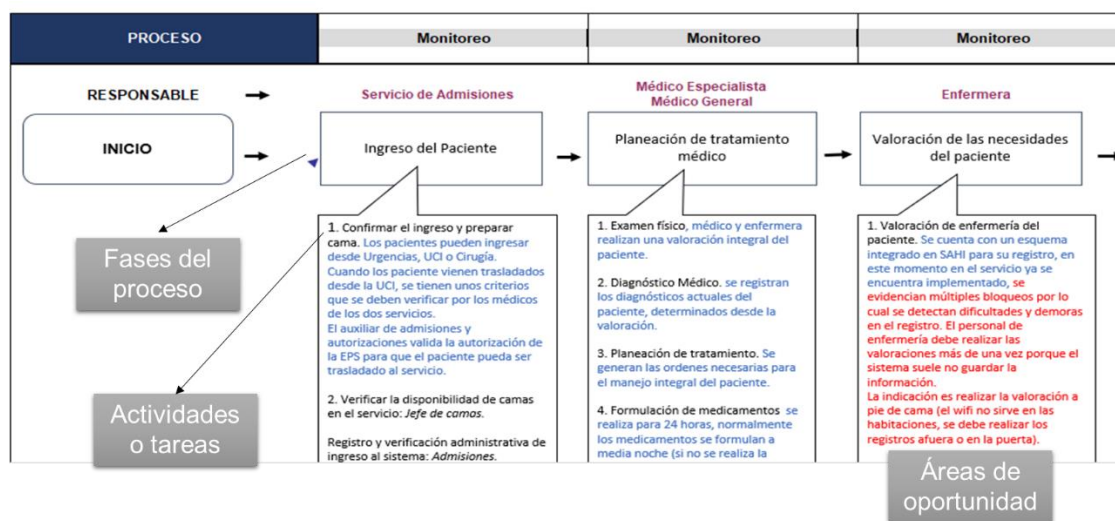 PROCESO
Monitoreo
Monitoreo
Monitoreo
RESPONSABLE
Servicio de Admisiones
Médico Especialista
Médico General
Enfermera
INICIO
Ingreso del Paciente
Planeación de tratamiento
médico
Valoración de las necesidades
del paciente
Fases del
proceso
Actividades
o tareas
1. Confirmar el ingreso y preparar
cama. Los pacientes pueden ingresar
desde Urgencias, UCI o Cirugía.
Cuando los paciente vienen trasladados
desde la UCI, se tienen unos criterios
que se deben verificar por los médicos
de los dos servicios.
El auxiliar de admisiones y
autorizaciones valida la autorización de
la EPS para que el paciente pueda ser
trasladado al servicio.
2. Verificar la disponibilidad de camas
en el servicio: Jefe de camas.
Registro y verificación administrativa de
ingreso al sistema: Admisiones.
1. Examen físico, médico y enfermera
realizan una valoración integral del
paciente.
2. Diagnóstico Médico. se registran
los diagnósticos actuales del
paciente, determinados desde la
valoración.
3. Planeación de tratamiento. Se
generan las ordenes necesarias para
el manejo integral del paciente.
4. Formulación de medicamentos se
realiza para 24 horas, normalmente
los medicamentos se formulan a
media noche (si no se realiza la
1. Valoración de enfermería del
paciente. Se cuenta con un esquema
integrado en SAHI para su registro, en
este momento en el servicio ya se
encuentra implementado, se
evidencian múltiples bloqueos por lo
cual se detectan dificultades y demoras
en el registro. El personal de
enfermería debe realizar las
valoraciones más de una vez porque el
sistema suele no guardar la
información.
La indicación es realizar la valoración a
pie de cama (el wifi no sirve en las
habitaciones, se debe realizar los
registros afuera o en la puerta).
Áreas de
oportunidad